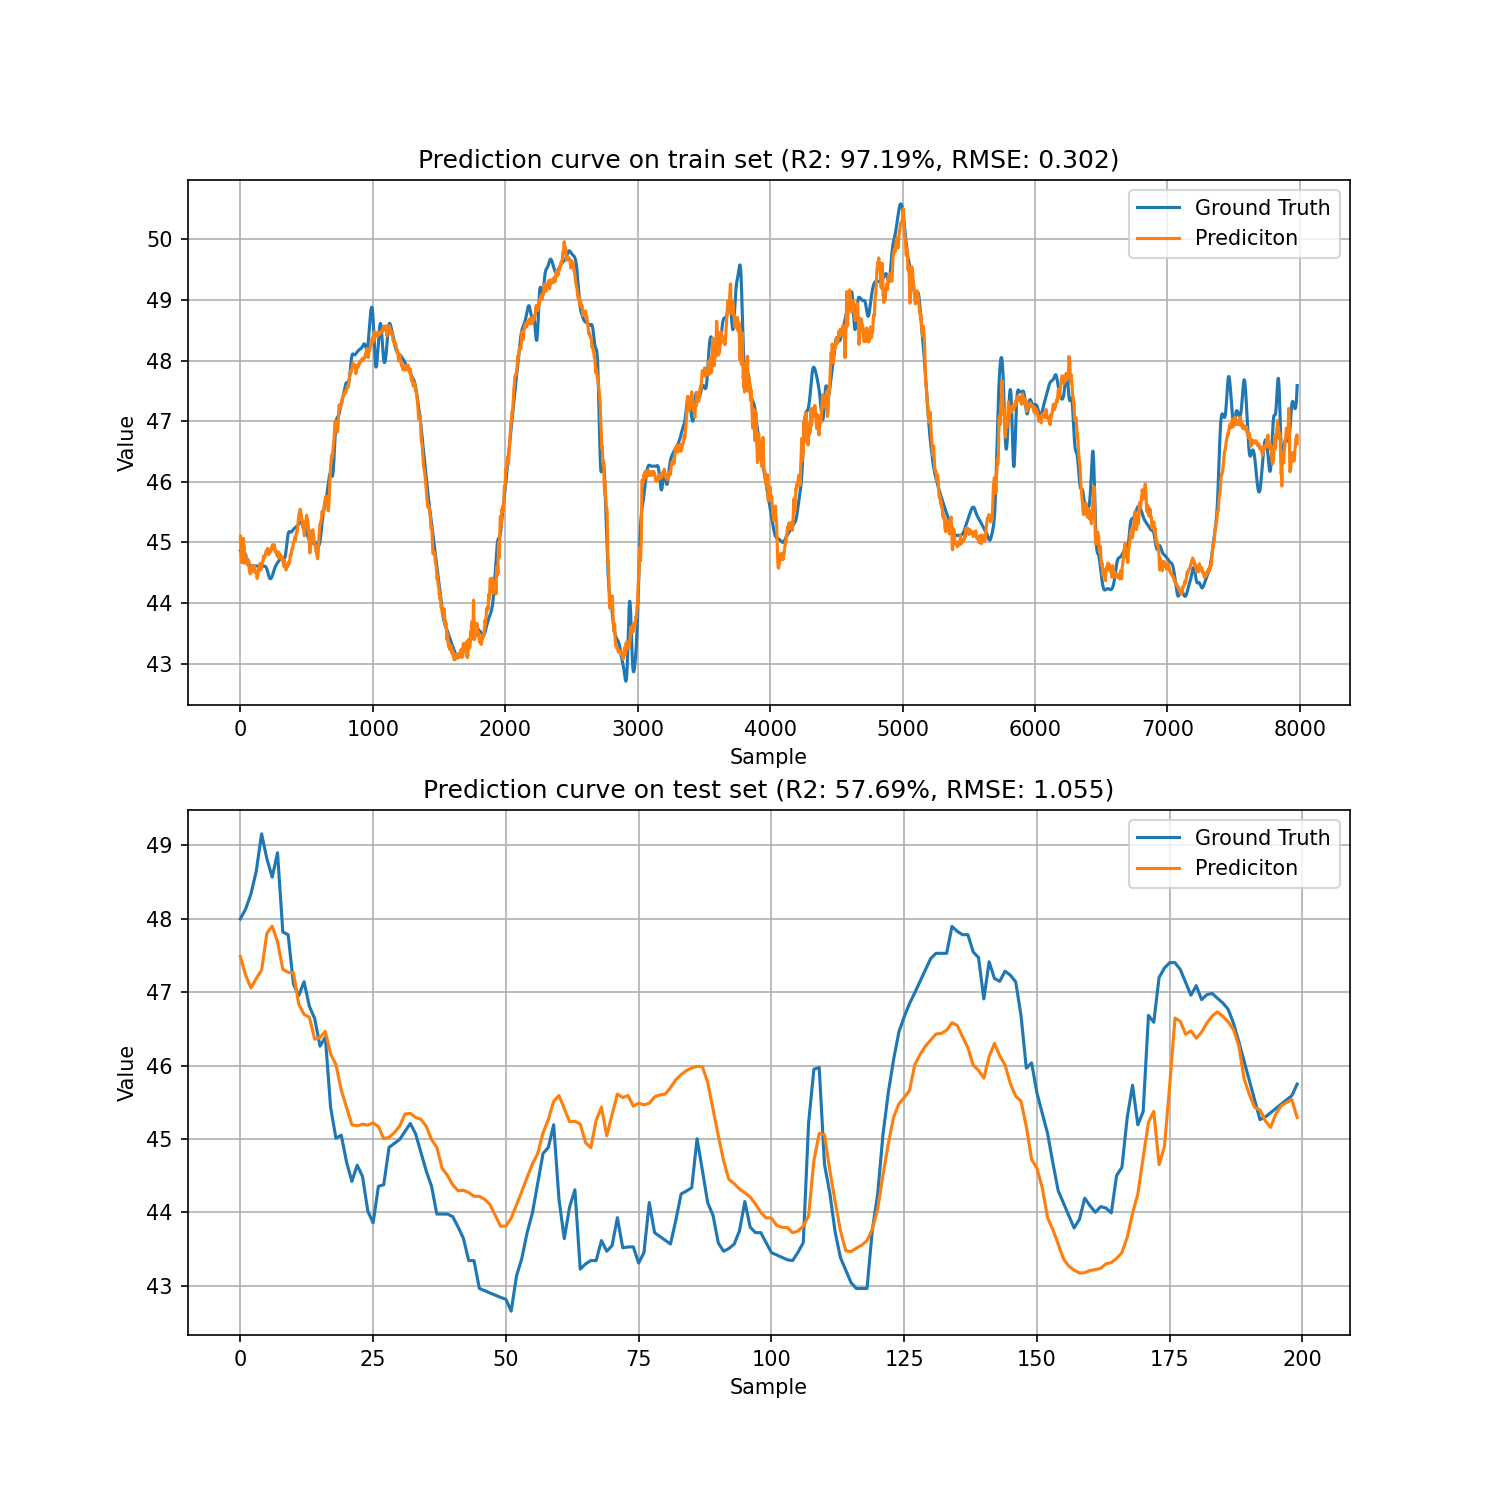 Prediction curve on train set (R2: 97.19%, RMSE: 0.302)
Ground Truth
Prediciton
50
49
48
47
46
45
44
43
Value
0 1000 2000 3000 4000 5000 6000 7000 8000
Sample
Prediction curve on test set (R2: 57.69%, RMSE: 1.055)
Ground Truth
Prediciton
49
48
47
46
45
44
43
Value
0 25 50 75 100 125 150 175 200
Sample